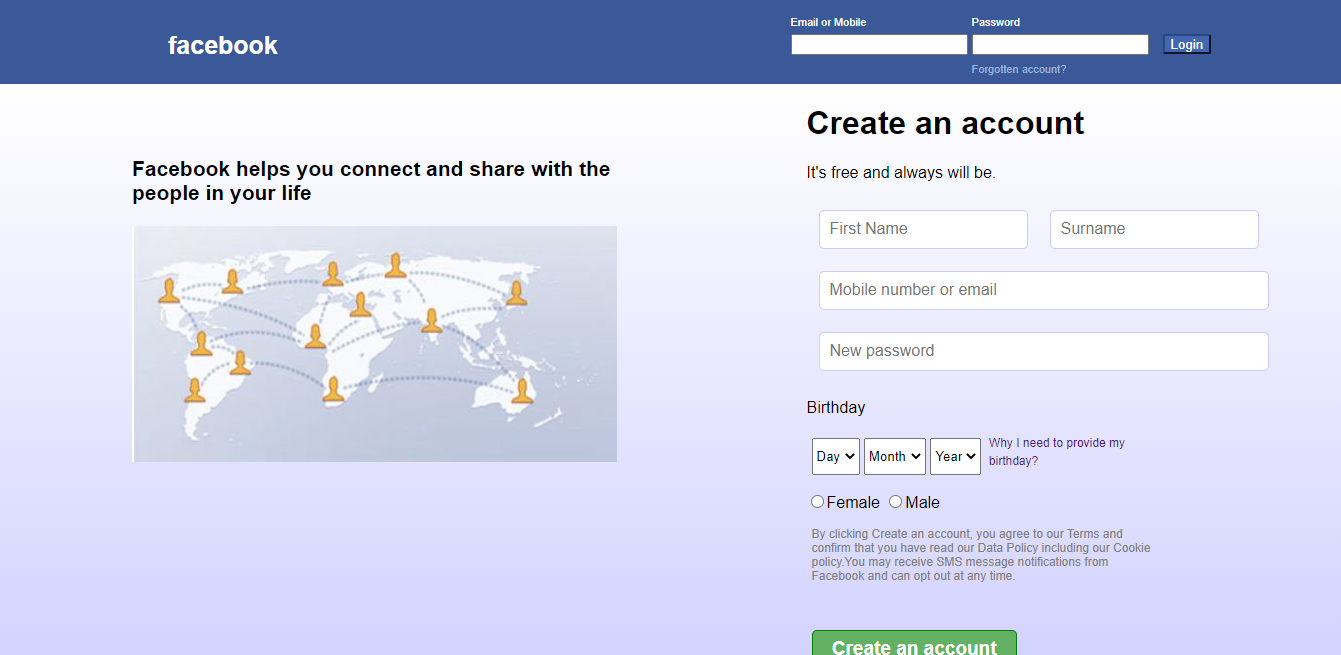 facebook
Email or Mobile
Password
Login
Forgotten account?
Facebook helps you connect and share with the
people in your life
Create an account
It's free and always will be.
First Name
Surname
Mobile number or email
New password
Birthday
Day
Month
Year
Why I need to provide my
birthday?
Female
Male
By clicking Create an account, you agree to our Terms and
confirm that you have read our Data Policy including our Cookie
policy.You may receive SMS message notifications from
Facebook and can opt out at any time.
Create an account